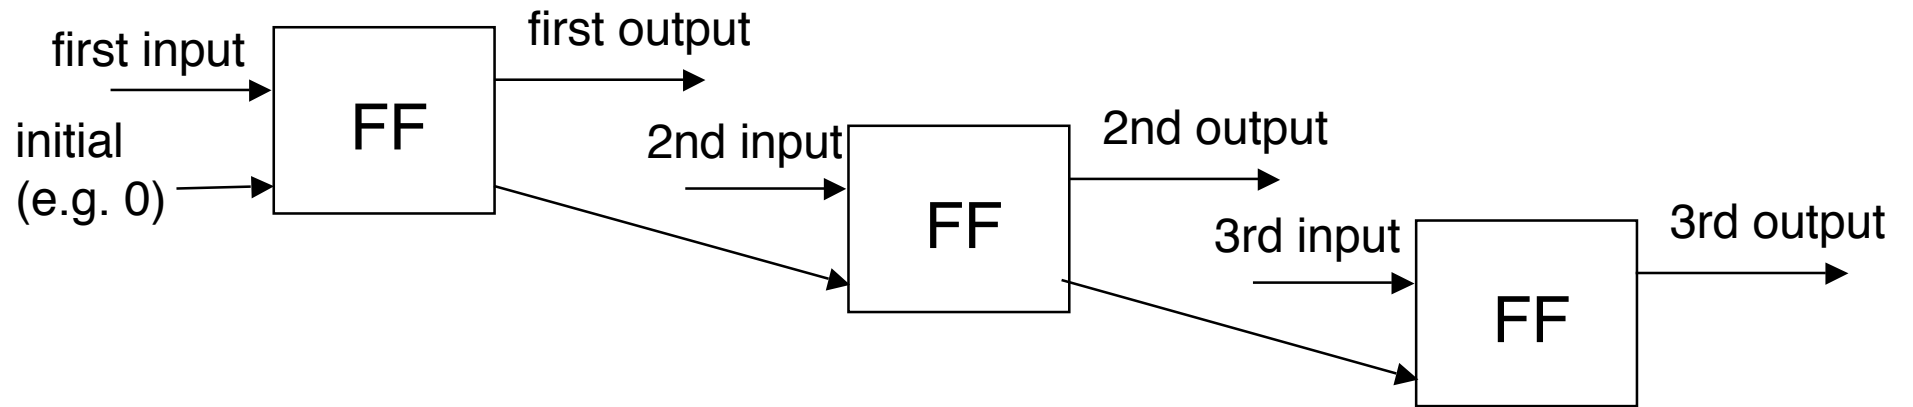 first input
first output
FF
initial
(e.g. 0)
2nd input
2nd output
FF
3rd input
3rd output
FF